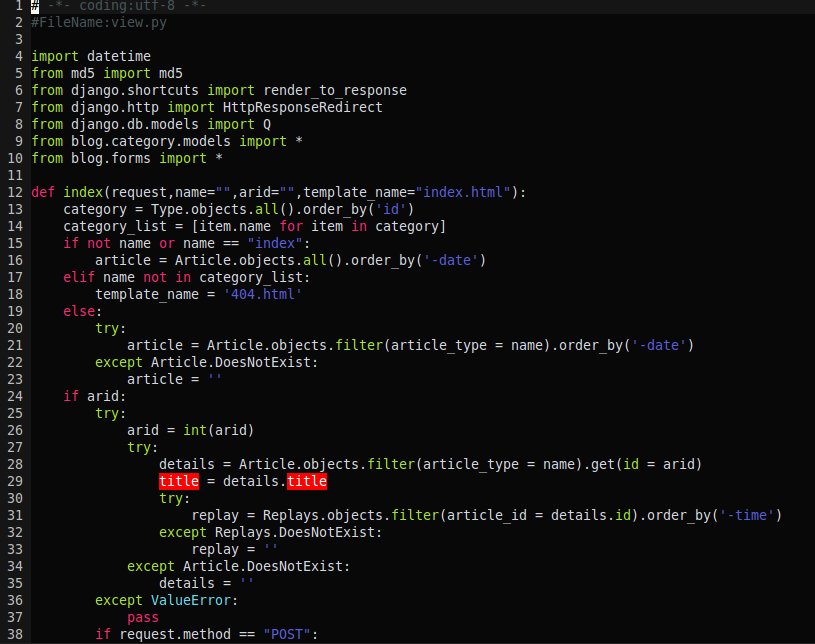 1 # -*- coding:utf-8 -*-
2 #FileName:view.py
3
4 import datetime
5 from md5 import md5
6 from django.shortcuts import render_to_response
7 from django.http import HttpResponseRedirect
8 from django.db.models import Q
9 from blog.category.models import *
10 from blog.forms import *
11
12 def index(request,name="",arid="",template_name="index.html"):
13     category = Type.objects.all().order_by('id')
14     category_list = [item.name for item in category]
15     if not name or name == "index":
16         article = Article.objects.all().order_by('-date')
17     elif name not in category_list:
18         template_name = '404.html'
19     else:
20         try:
21             article = Article.objects.filter(article_type = name).order_by('-date')
22         except Article.DoesNotExist:
23             article = ''
24     if arid:
25         try:
26             arid = int(arid)
27             try:
28                 details = Article.objects.filter(article_type = name).get(id = arid)
29                 title = details.title
30                 try:
31                     replay = Replays.objects.filter(article_id = details.id).order_by('-time')
32                 except Replays.DoesNotExist:
33                     replay = ''
34             except Article.DoesNotExist:
35                 details = ''
36         except ValueError:
37             pass
38         if request.method == "POST":